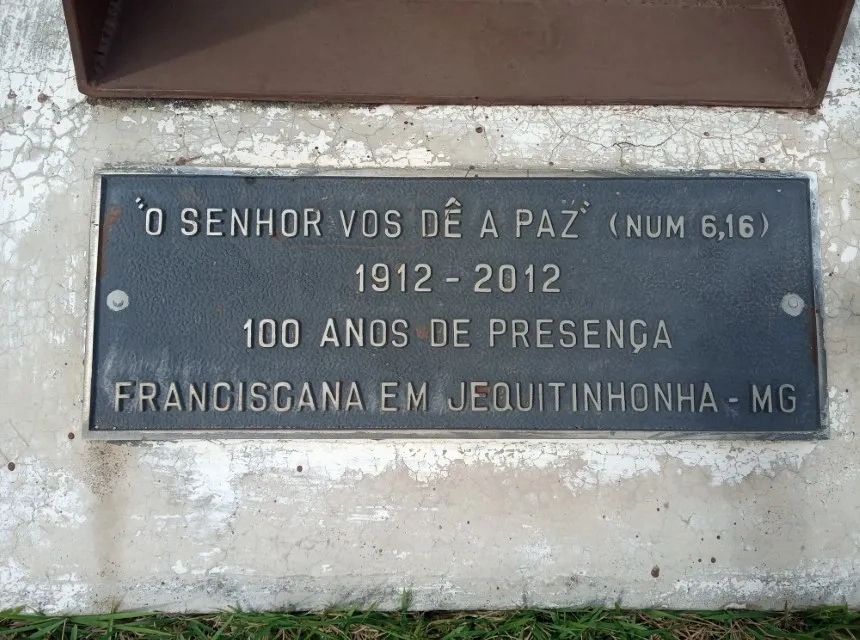 "O SENHOR VOS DÊ A PAZ" (NUM 6,16)
1912 - 2012
100 ANOS DE PRESENÇA
FRANCISCANA EM JEQUITINHONHA - MG